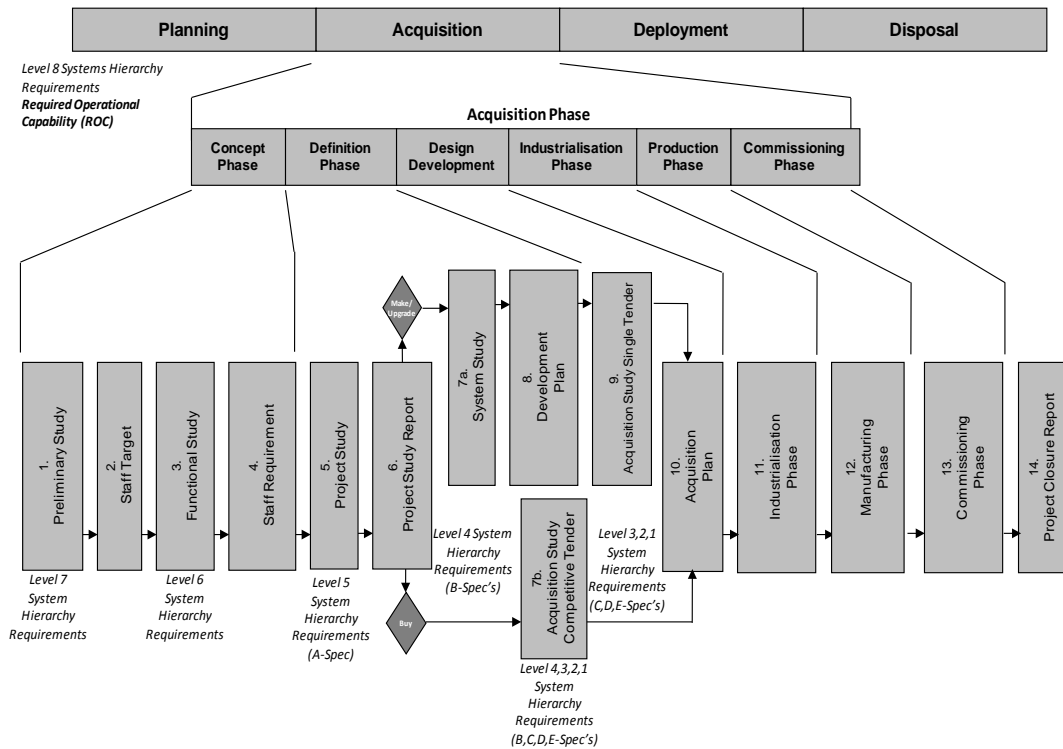 Planning
Acquisition
Deployment
Disposal
Level 8 Systems Hierarchy
Requirements
Required Operational
Capability (ROC)
Acquisition Phase
Concept
Phase
Definition
Phase
Design
Development
Industrialisation
Phase
Production
Phase
Commissioning
Phase
Make/
Upgrade
7a.
System Study
8.
Development
Plan
9.
Acquisition Study Single Tender
1.
Preliminary Study
2.
Staff Target
3.
Functional Study
4.
Staff Requirement
5.
Project Study
6.
Project Study Report
10.
Acquisition
Plan
11.
Industrialisation
Phase
12.
Manufacturing
Phase
13.
Commissioning
Phase
14.
Project Closure Report
Level 7
System
Hierarchy
Requirements
Level 6
System
Hierarchy
Requirements
Level 5
System
Hierarchy
Requirements
(A-Spec)
Buy
Level 4 System
Hierarchy
Requirements
(B-Spec's)
7b.
Acquisition Study
Competitive Tender
Level 3,2,1
System
Hierarchy
Requirements
(C,D,E-Spec's)
Level 4,3,2,1
System
Hierarchy
Requirements
(B,C,D,E-Spec's)